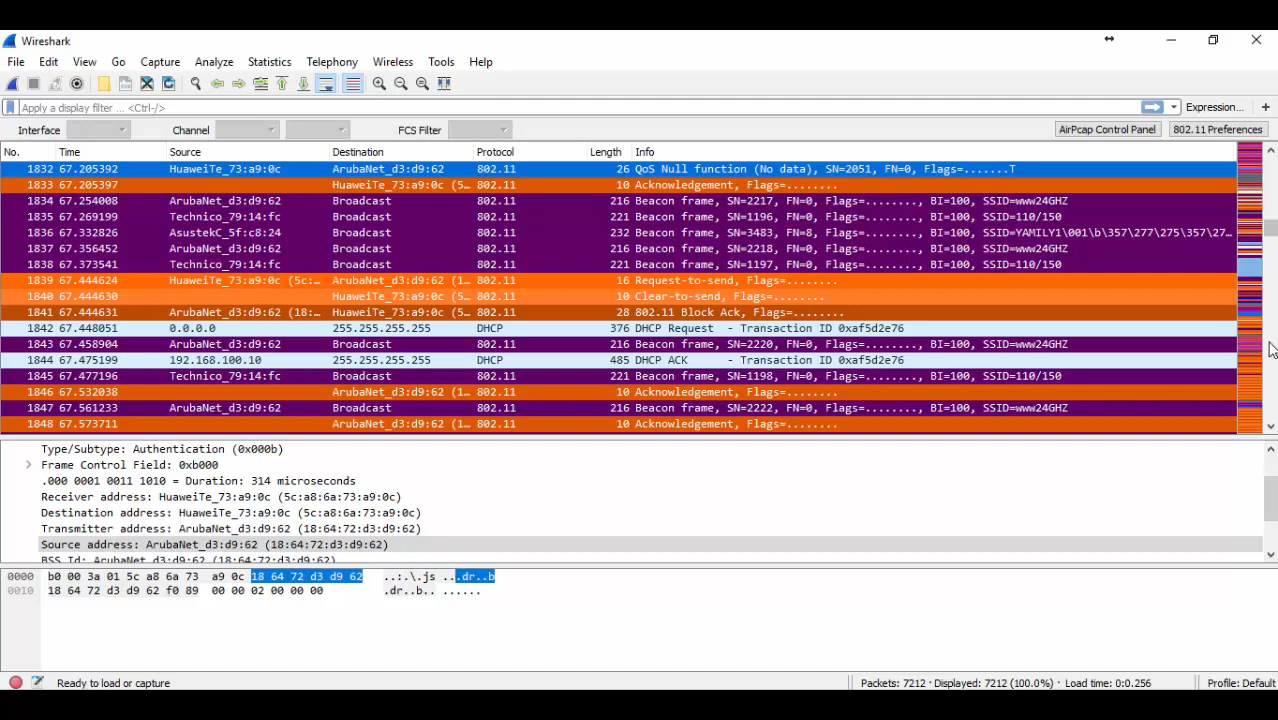 Wireshark
File Edit View Go Capture Analyze Statistics Telephony Wireless Tools Help
Apply a display filter ... <Ctrl-/> Expression... +
Interface Channel FCS Filter AirPcap Control Panel 802.11 Preferences
No. Time Source Destination Protocol Length Info
1832 67.205392 HuaweiTe_73:a9:0c ArubaNet_d3:d9:62 802.11 26 QoS Null function (No data), SN=2051, FN=0, Flags=.......T
1833 67.205397 HuaweiTe_73:a9:0c (5… 802.11 10 Acknowledgement, Flags=........
1834 67.254008 ArubaNet_d3:d9:62 Broadcast 802.11 216 Beacon frame, SN=2217, FN=0, Flags=........, BI=100, SSID=www24GHZ
1835 67.269199 Technico_79:14:fc Broadcast 802.11 221 Beacon frame, SN=1196, FN=0, Flags=........, BI=100, SSID=110/150
1836 67.332826 AsustekC_5f:c8:24 Broadcast 802.11 232 Beacon frame, SN=3483, FN=8, Flags=........, BI=100, SSID=YAMILY1\001\b\357\277\275\357\27…
1837 67.356452 ArubaNet_d3:d9:62 Broadcast 802.11 216 Beacon frame, SN=2218, FN=0, Flags=........, BI=100, SSID=www24GHZ
1838 67.373541 Technico_79:14:fc Broadcast 802.11 221 Beacon frame, SN=1197, FN=0, Flags=........, BI=100, SSID=110/150
1839 67.444624 HuaweiTe_73:a9:0c (5c:… ArubaNet_d3:d9:62 (1… 802.11 16 Request-to-send, Flags=........
1840 67.444630 HuaweiTe_73:a9:0c (5… 802.11 10 Clear-to-send, Flags=........
1841 67.444631 ArubaNet_d3:d9:62 (18:… HuaweiTe_73:a9:0c (5… 802.11 28 802.11 Block Ack, Flags=........
1842 67.448051 0.0.0.0 255.255.255.255 DHCP 376 DHCP Request - Transaction ID 0xaf5d2e76
1843 67.458904 ArubaNet_d3:d9:62 Broadcast 802.11 216 Beacon frame, SN=2220, FN=0, Flags=........, BI=100, SSID=www24GHZ
1844 67.475199 192.168.100.10 255.255.255.255 DHCP 485 DHCP ACK - Transaction ID 0xaf5d2e76
1845 67.477196 Technico_79:14:fc Broadcast 802.11 221 Beacon frame, SN=1198, FN=0, Flags=........, BI=100, SSID=110/150
1846 67.532038 ArubaNet_d3:d9:62 (1… 802.11 10 Acknowledgement, Flags=........
1847 67.561233 ArubaNet_d3:d9:62 Broadcast 802.11 216 Beacon frame, SN=2222, FN=0, Flags=........, BI=100, SSID=www24GHZ
1848 67.573711 ArubaNet_d3:d9:62 (1… 802.11 10 Acknowledgement, Flags=........
Type/Subtype: Authentication (0x000b)
Frame Control Field: 0xb000
.000 0001 0011 1010 = Duration: 314 microseconds
Receiver address: HuaweiTe_73:a9:0c (5c:a8:6a:73:a9:0c)
Destination address: HuaweiTe_73:a9:0c (5c:a8:6a:73:a9:0c)
Transmitter address: ArubaNet_d3:d9:62 (18:64:72:d3:d9:62)
Source address: ArubaNet_d3:d9:62 (18:64:72:d3:d9:62)
BSS Id: ArubaNet_d3:d9:62 (18:64:72:d3:d9:62)
0000 b0 00 3a 01 5c a8 6a 73 a9 0c 18 64 72 d3 d9 62 ..:.\.js ...dr..b
0010 18 64 72 d3 d9 62 f0 89 00 00 02 00 00 00 .dr..b.. ......
Ready to load or capture Packets: 7212 · Displayed: 7212 (100.0%) · Load time: 0:0.256 Profile: Default